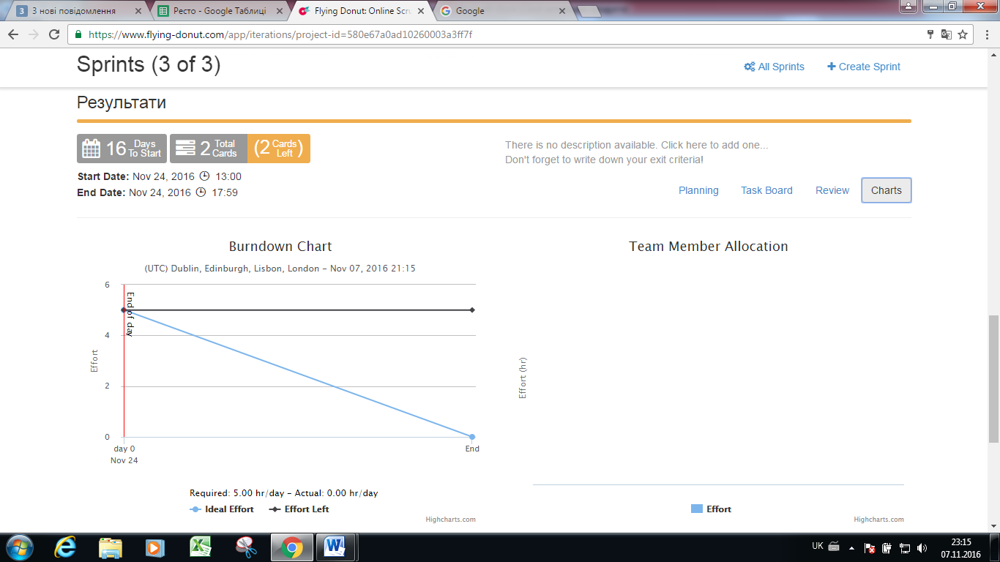 3 нові повідомлення
Ресто - Google Таблиці
Flying Donut: Online Scru
Google
https://www.flying-donut.com/app/iterations/project-id=580e67a0ad10260003a3ff7f
Sprints (3 of 3)
All Sprints
Create Sprint
Результати
16 Days To Start
2 Total Cards
(2 Cards Left)
There is no description available. Click here to add one...
Don't forget to write down your exit criteria!
Start Date: Nov 24, 2016 13:00
End Date: Nov 24, 2016 17:59
Planning
Task Board
Review
Charts
Burndown Chart
(UTC) Dublin, Edinburgh, Lisbon, London – Nov 07, 2016 21:15
6
4
2
0
Effort
End of day
day 0
Nov 24
End
Required: 5.00 hr/day – Actual: 0.00 hr/day
Ideal Effort
Effort Left
Highcharts.com
Team Member Allocation
Effort (hr)
Effort
Highcharts.com
UK
23:15
07.11.2016